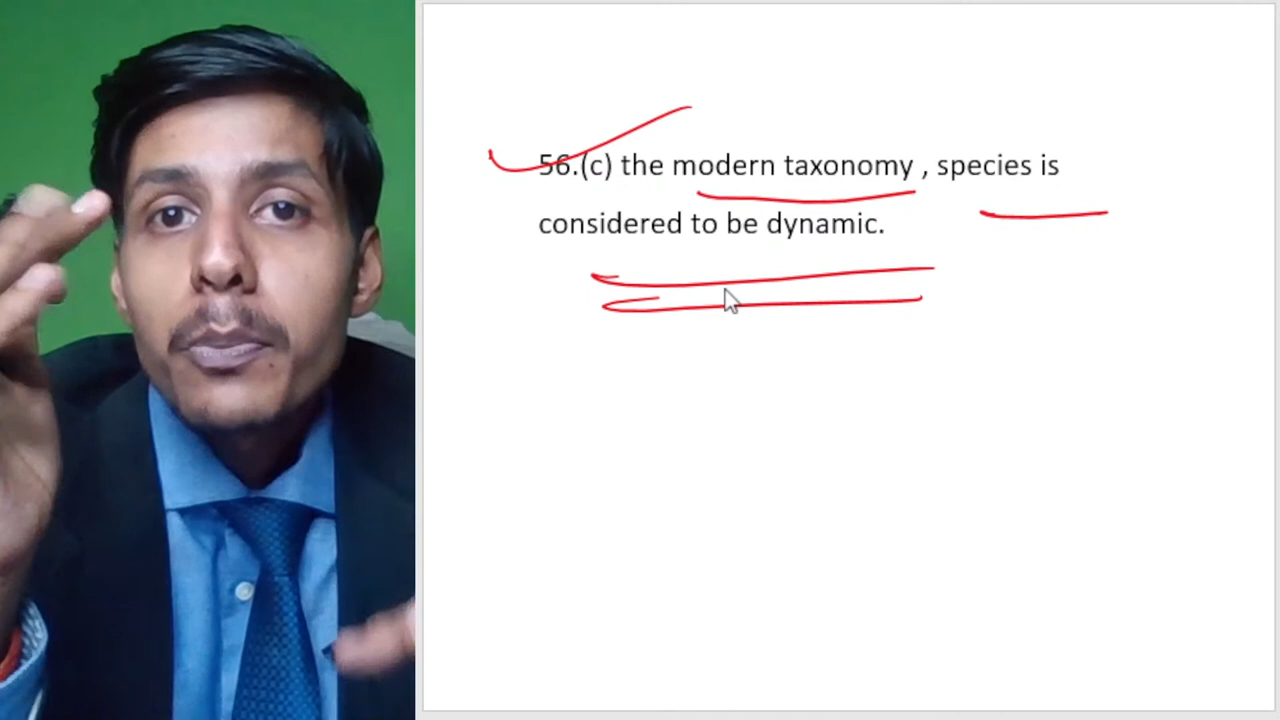 56.(c) the modern taxonomy , species is
considered to be dynamic.